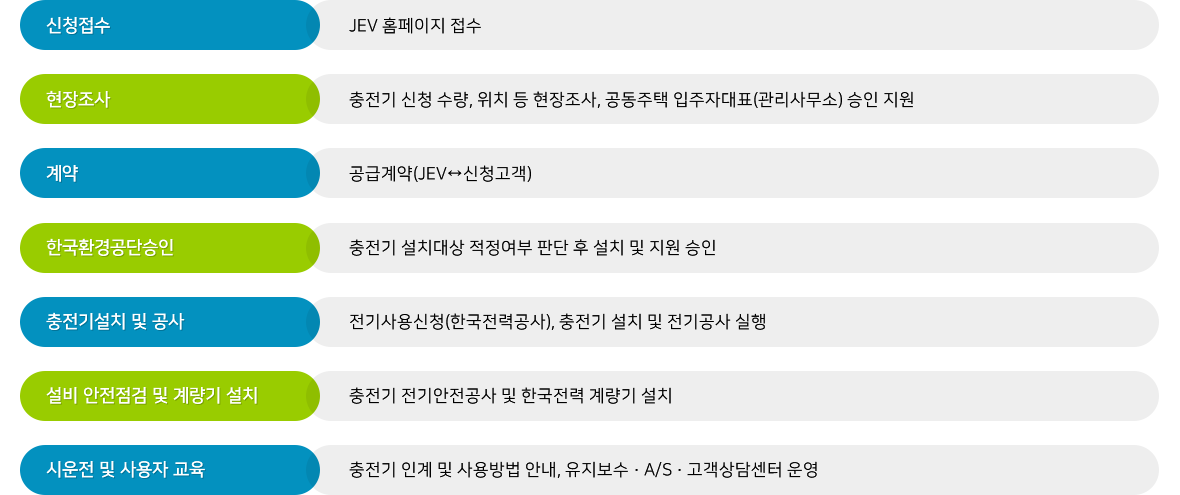 신청접수
JEV 홈페이지 접수
현장조사
충전기 신청 수량, 위치 등 현장조사, 공동주택 입주자대표(관리사무소) 승인 지원
계약
공급계약(JEV↔신청고객)
한국환경공단승인
충전기 설치대상 적정여부 판단 후 설치 및 지원 승인
충전기설치 및 공사
전기사용신청(한국전력공사), 충전기 설치 및 전기공사 실행
설비 안전점검 및 계량기 설치
충전기 전기안전공사 및 한국전력 계량기 설치
시운전 및 사용자 교육
충전기 인계 및 사용방법 안내, 유지보수 · A/S · 고객상담센터 운영